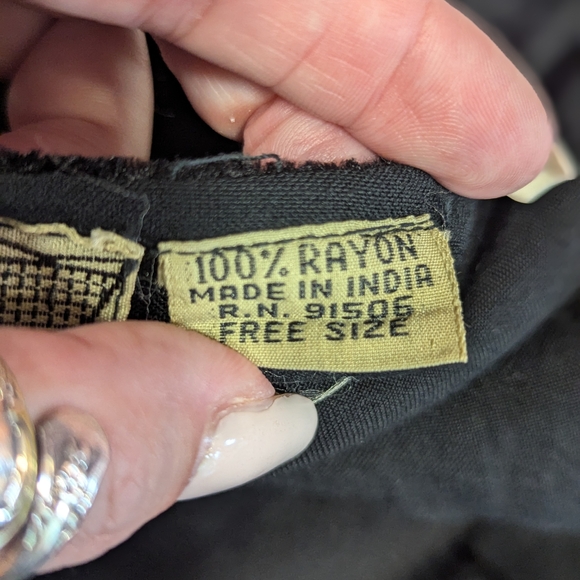 100% RAYON
MADE IN INDIA
R.N. 91506
FREE SIZE